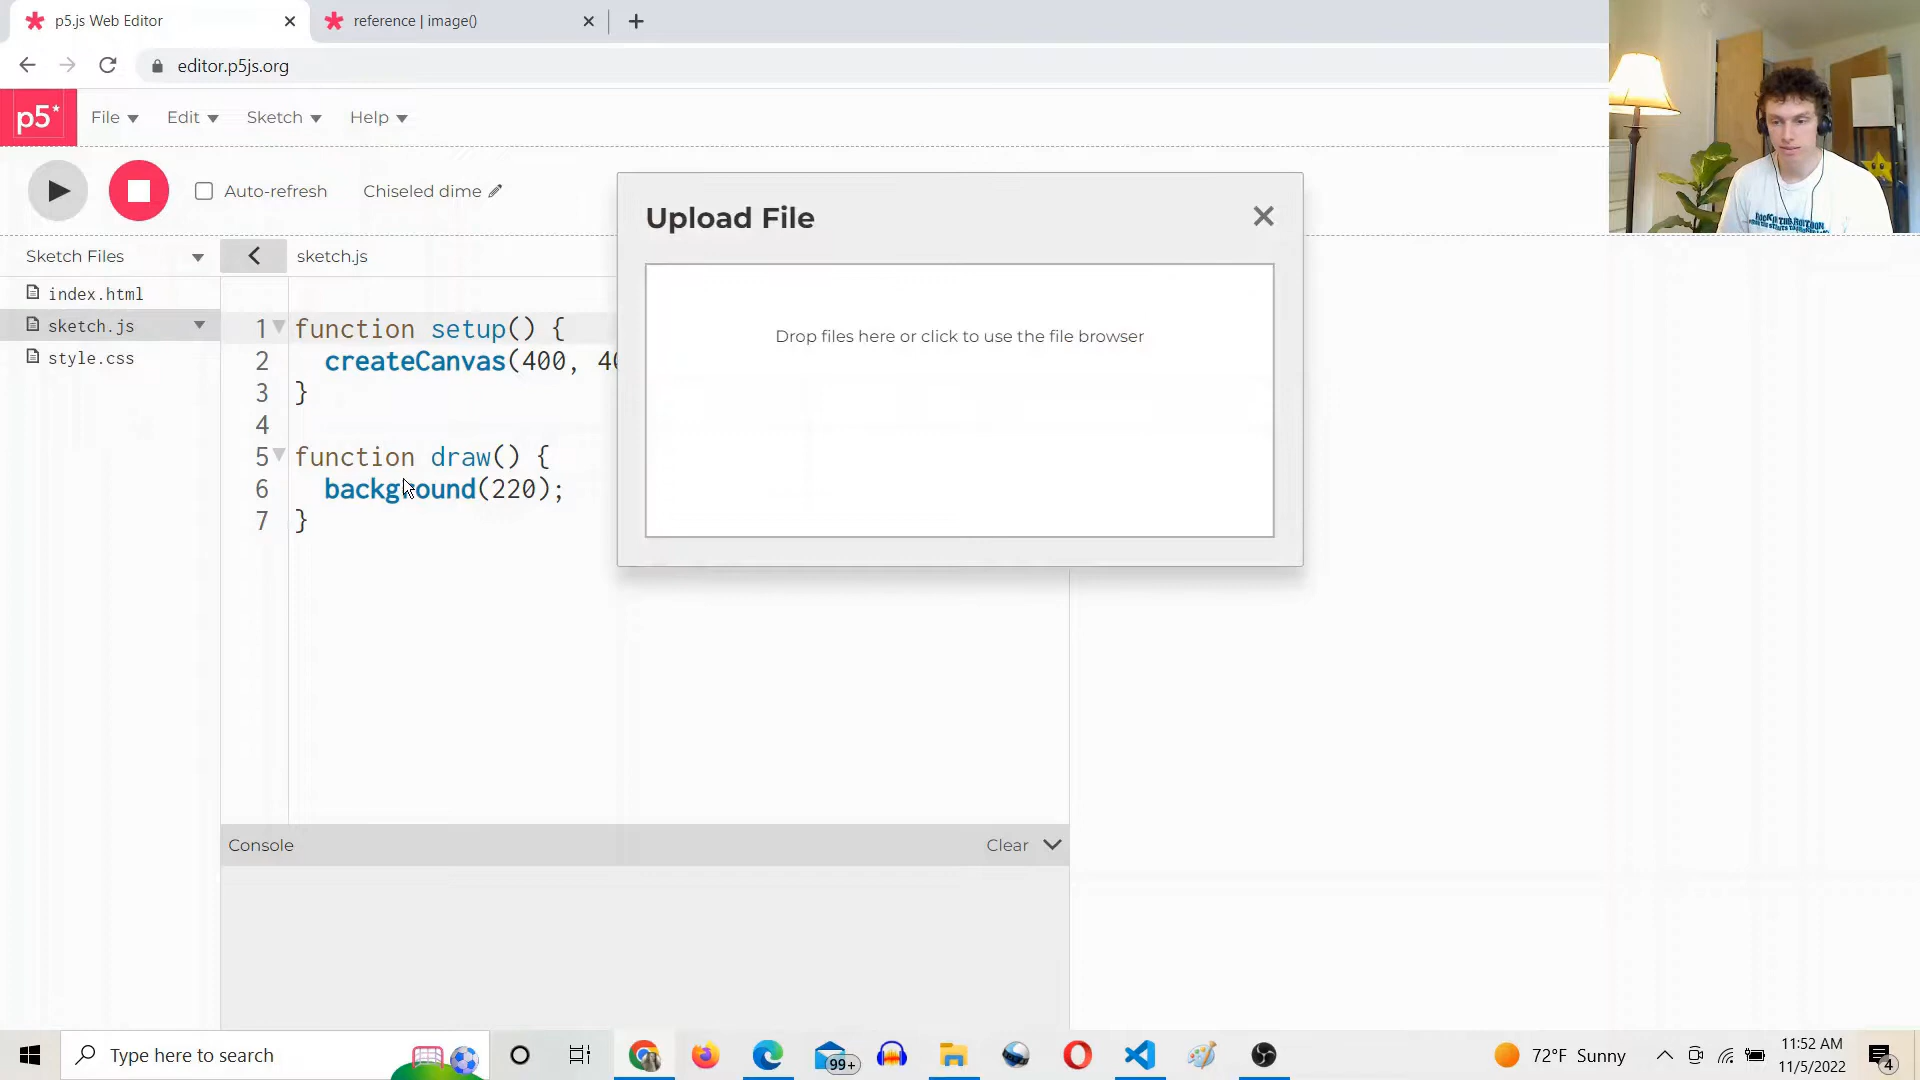 p5.js Web Editor
reference | image()
editor.p5js.org
p5*
File
Edit
Sketch
Help
Auto-refresh
Chiseled dime
Upload File
Drop files here or click to use the file browser
Sketch Files
sketch.js
index.html
sketch.js
style.css
1 function setup() {
2 createCanvas(400, 40
3 }
4
5 function draw() {
6 background(220);
7 }
Console
Clear
Type here to search
99+
72°F Sunny
11:52 AM
11/5/2022
4